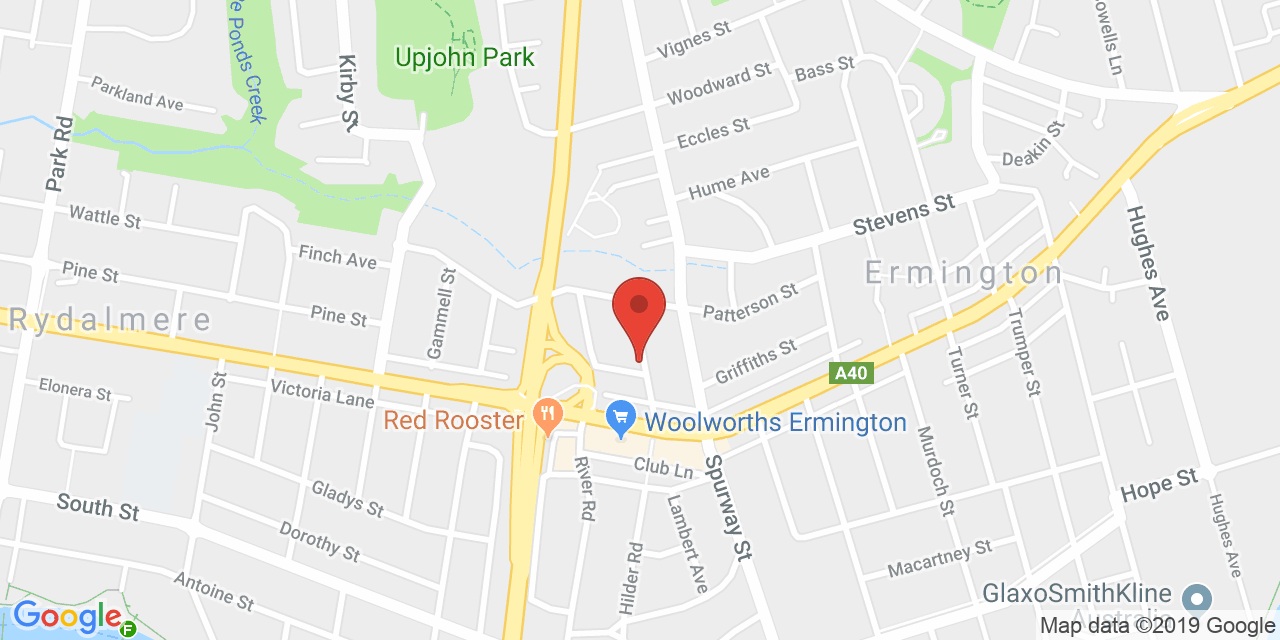 Ponds Creek
Kirby St
Upjohn Park
Vignes St
Bass St
Woodward St
Parkland Ave
Park Rd
Eccles St
Deakin St
Hume Ave
Wattle St
Stevens St
Hughes Ave
Finch Ave
Pine St
Ermington
Gammell St
Patterson St
Pine St
Rydalmere
Trumper St
Griffiths St
Turner St
A40
Elonera St
John St
Victoria Lane
Red Rooster
Woolworths Ermington
Club Ln
Murdoch St
Spurway St
Hope St
River Rd
Gladys St
South St
Lambert Ave
Hughes Ave
Dorothy St
Hilder Rd
Macartney St
Antoine St
GlaxoSmithKline
Australia
Google
F
Map data ©2019 Google